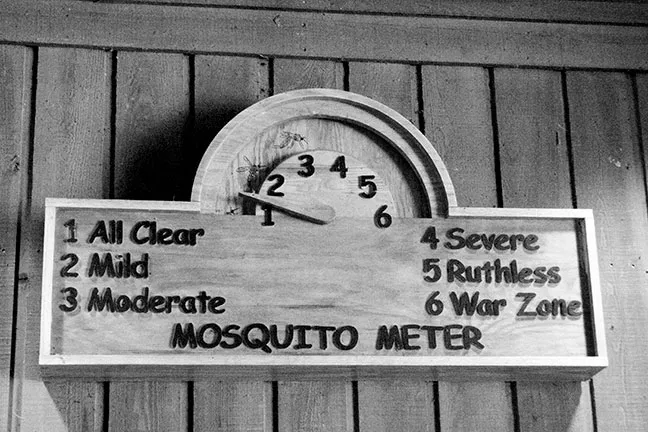 1 2 3 4 5 6
1 All Clear
2 Mild
3 Moderate
4 Severe
5 Ruthless
6 War Zone
MOSQUITO METER